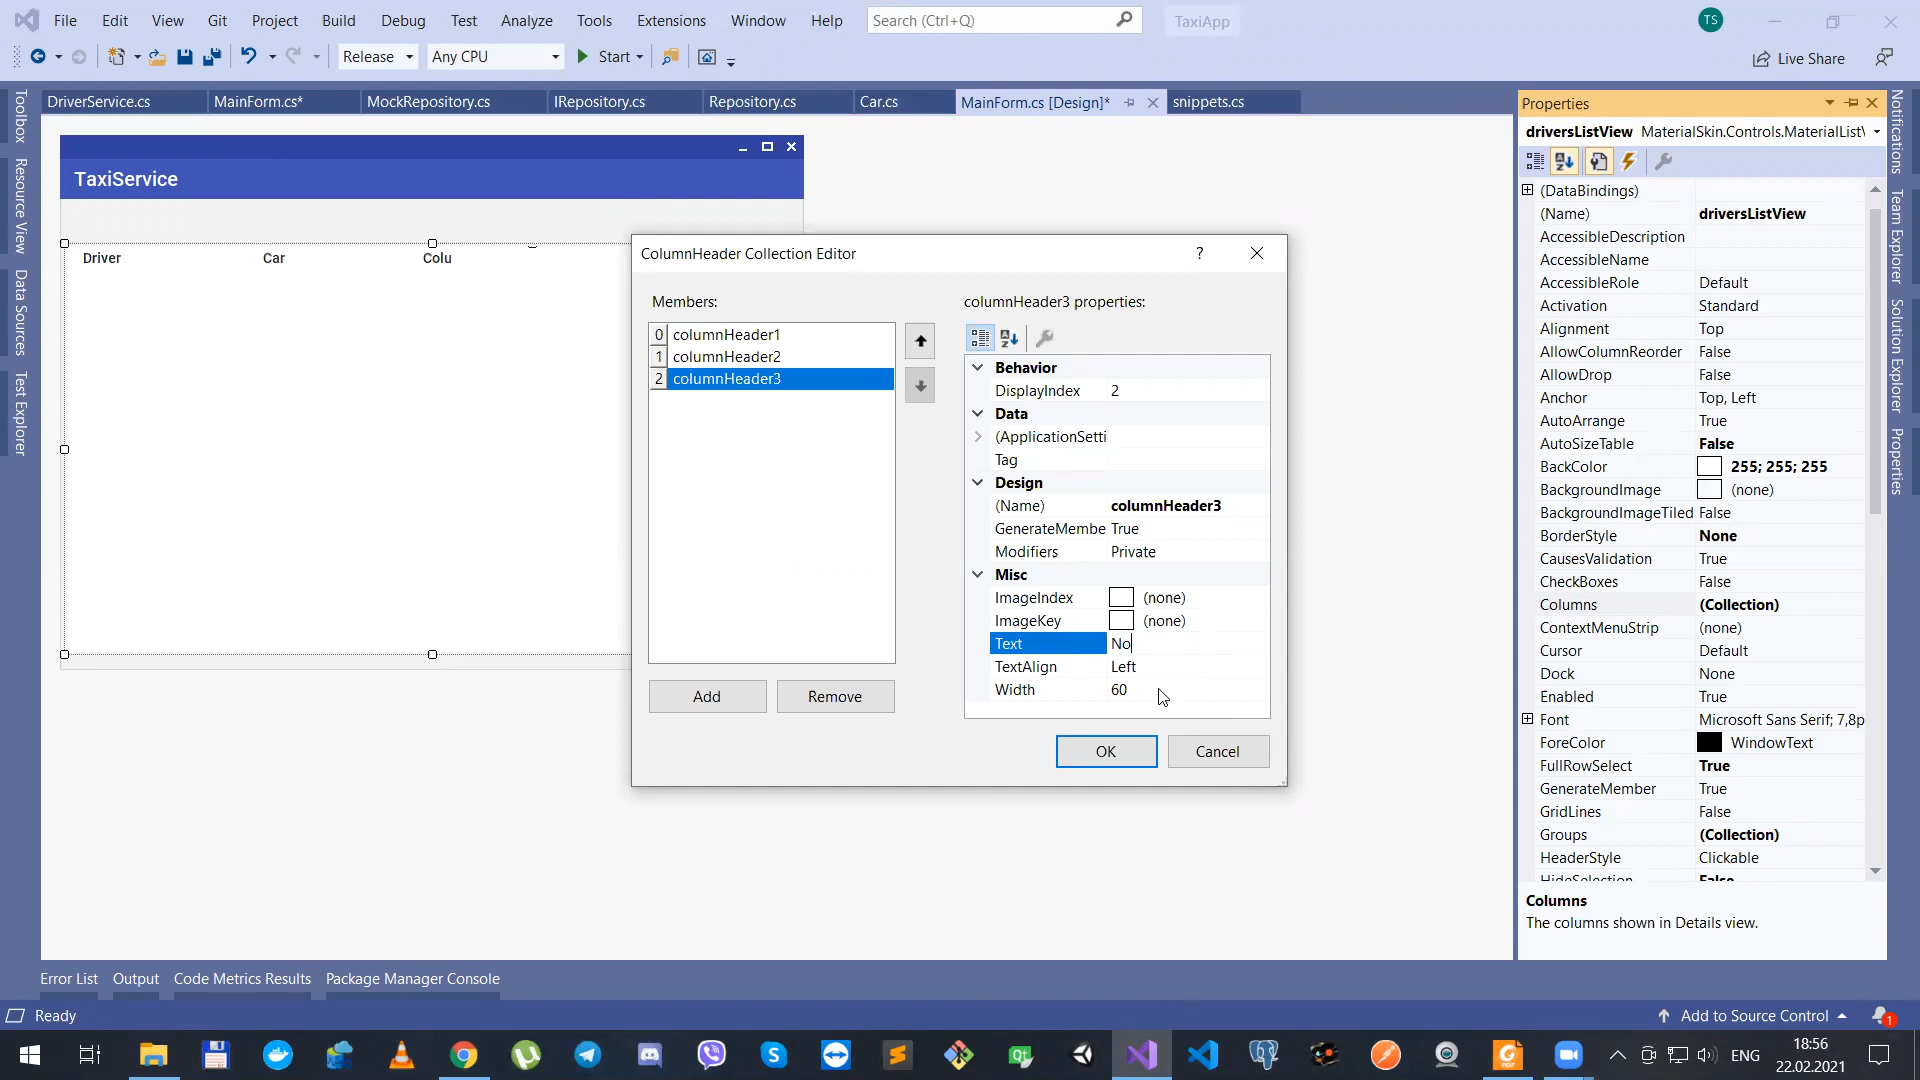 File Edit View Git Project Build Debug Test Analyze Tools Extensions Window Help Search (Ctrl+Q) TaxiApp TS
Release Any CPU Start Live Share
DriverService.cs MainForm.cs* MockRepository.cs IRepository.cs Repository.cs Car.cs MainForm.cs [Design]* snippets.cs
Toolbox
Resource View
Data Sources
Test Explorer
TaxiService
Driver Car Colu
ColumnHeader Collection Editor ?
Members:
0 columnHeader1
1 columnHeader2
2 columnHeader3
Add Remove
columnHeader3 properties:
Behavior
DisplayIndex 2
Data
(ApplicationSetti
Tag
Design
(Name) columnHeader3
GenerateMembe True
Modifiers Private
Misc
ImageIndex (none)
ImageKey (none)
Text No
TextAlign Left
Width 60
OK Cancel
Properties
driversListView MaterialSkin.Controls.MaterialListV
(DataBindings)
(Name) driversListView
AccessibleDescription
AccessibleName
AccessibleRole Default
Activation Standard
Alignment Top
AllowColumnReorder False
AllowDrop False
Anchor Top, Left
AutoArrange True
AutoSizeTable False
BackColor 255; 255; 255
BackgroundImage (none)
BackgroundImageTiled False
BorderStyle None
CausesValidation True
CheckBoxes False
Columns (Collection)
ContextMenuStrip (none)
Cursor Default
Dock None
Enabled True
Font Microsoft Sans Serif; 7,8p
ForeColor WindowText
FullRowSelect True
GenerateMember True
GridLines False
Groups (Collection)
HeaderStyle Clickable
HideSelection False
Columns
The columns shown in Details view.
Notifications
Team Explorer
Solution Explorer
Properties
Error List Output Code Metrics Results Package Manager Console
Ready Add to Source Control 1
ENG 18:56
22.02.2021